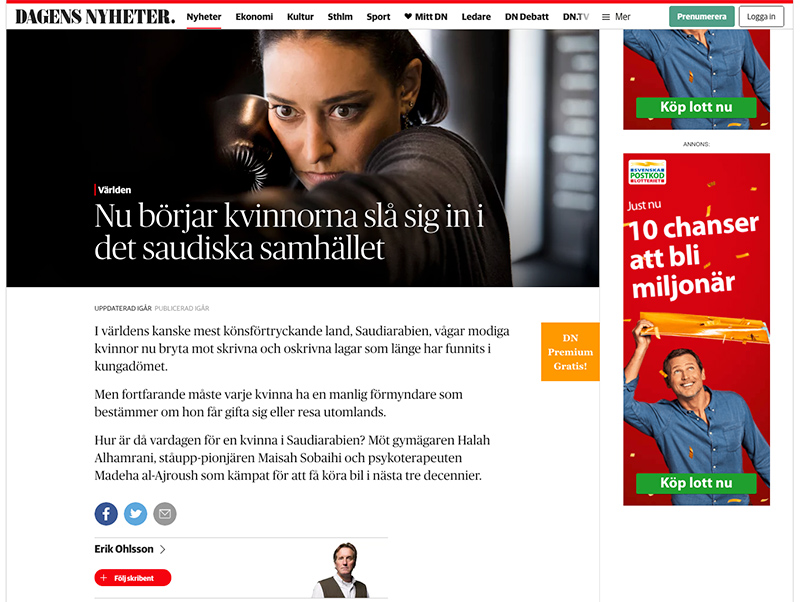 DAGENS NYHETER.
Nyheter Ekonomi Kultur Sthlm Sport Mitt DN Ledare DN Debatt DN.TV Mer
Prenumerera Logga in
Världen
Nu börjar kvinnorna slå sig in i
det saudiska samhället
UPPDATERAD IGÅR PUBLICERAD IGÅR
I världens kanske mest könsförtryckande land, Saudiarabien, vågar modiga
kvinnor nu bryta mot skrivna och oskrivna lagar som länge har funnits i
kungadömet.
Men fortfarande måste varje kvinna ha en manlig förmyndare som
bestämmer om hon får gifta sig eller resa utomlands.
Hur är då vardagen för en kvinna i Saudiarabien? Möt gymägaren Halah
Alhamrani, ståupp-pionjären Maisah Sobaihi och psykoterapeuten
Madeha al-Ajroush som kämpat för att få köra bil i nästa tre decennier.
Erik Ohlsson
Följ skribent
DN
Premium
Gratis!
Köp lott nu
ANNONS:
SVENSKA
POSTKOD
LOTTERIET
Just nu
10 chanser
att bli
miljonär
Köp lott nu